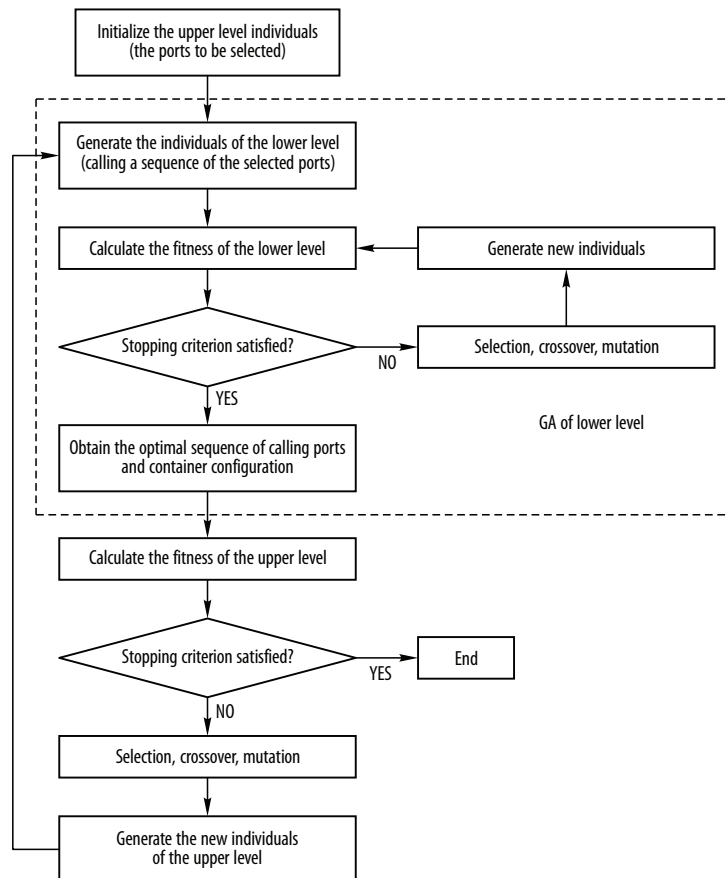 Initialize the upper level individuals
(the ports to be selected)
Generate the individuals of the lower level
(calling a sequence of the selected ports)
Calculate the fitness of the lower level
Generate new individuals
Stopping criterion satisfied?
NO
Selection, crossover, mutation
YES
GA of lower level
Obtain the optimal sequence of calling ports
and container configuration
Calculate the fitness of the upper level
Stopping criterion satisfied?
YES
End
NO
Selection, crossover, mutation
Generate the new individuals
of the upper level